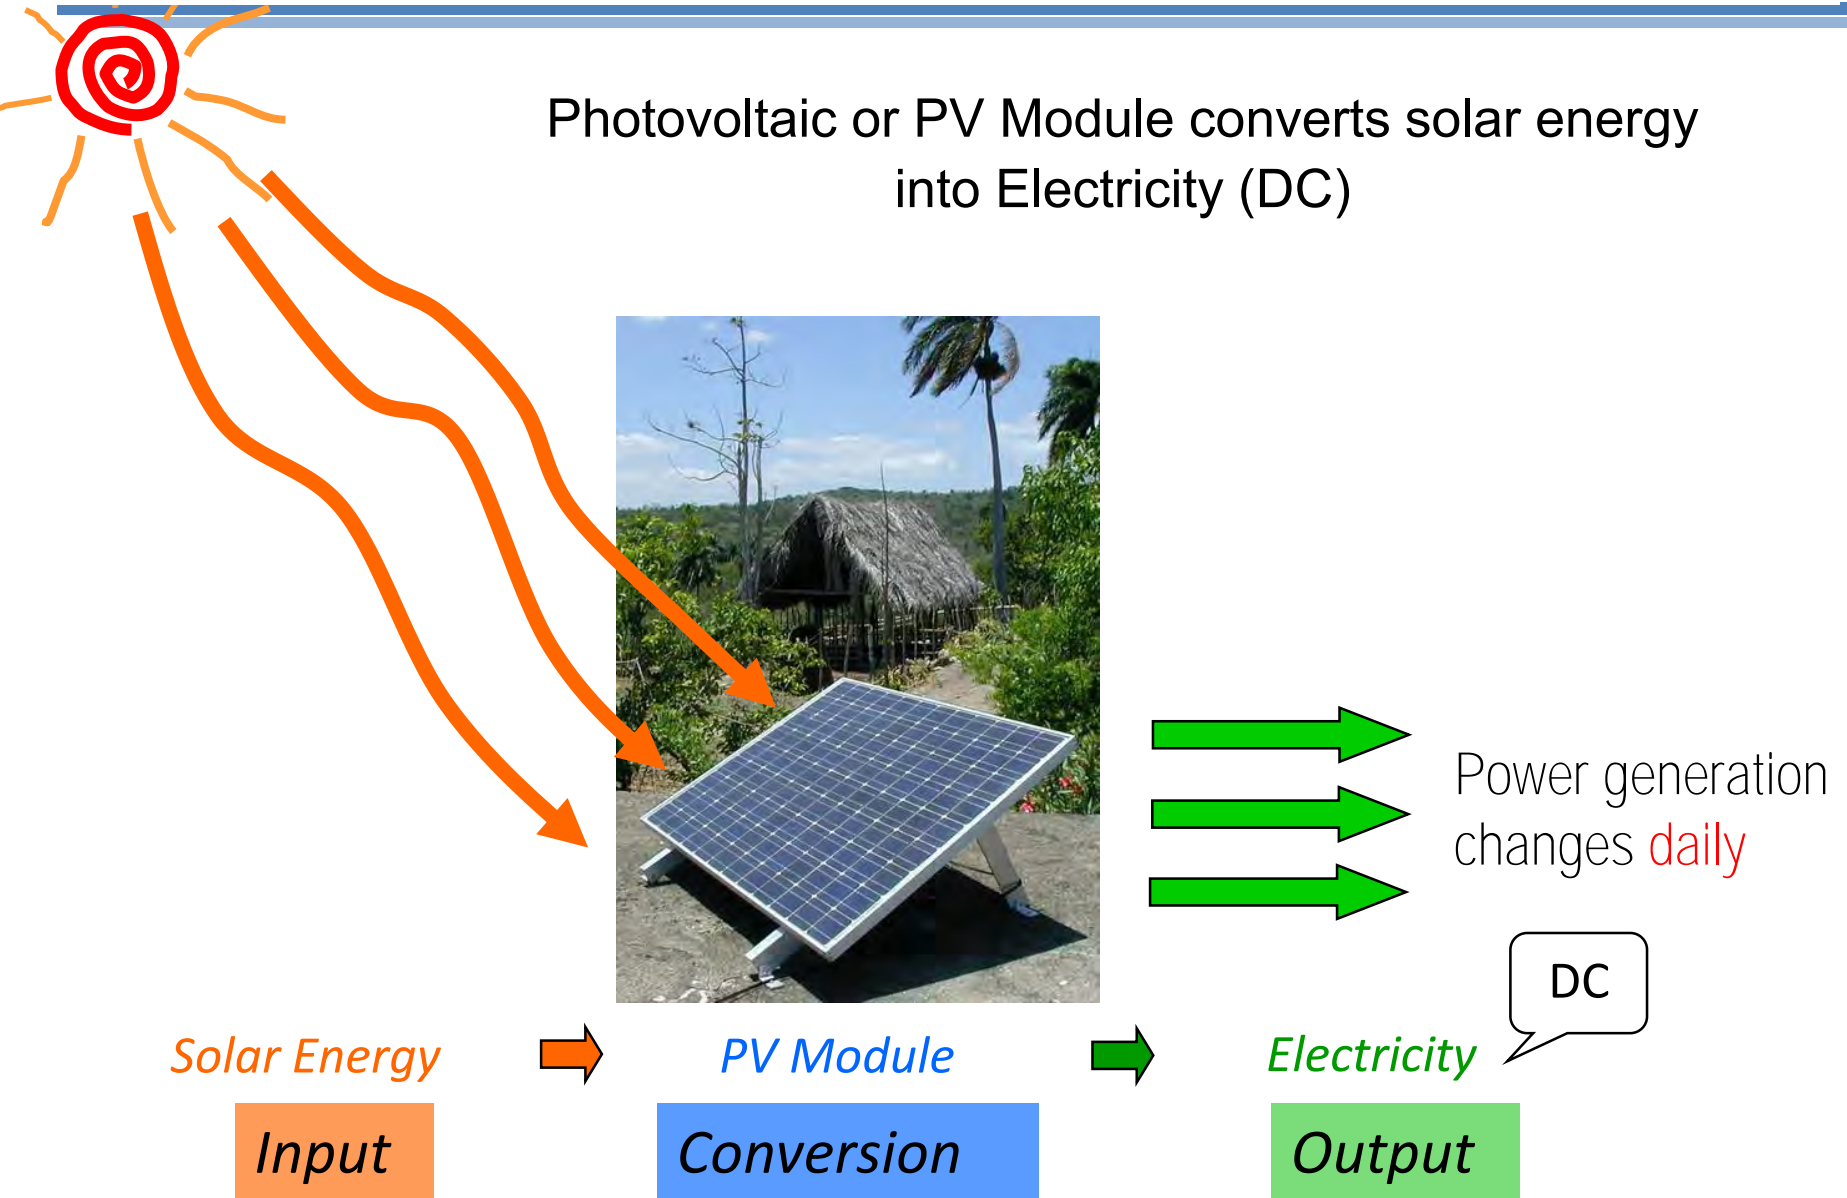 Photovoltaic or PV Module converts solar energy
into Electricity (DC)
Power generation
changes daily
DC
Solar Energy
PV Module
Electricity
Input
Conversion
Output